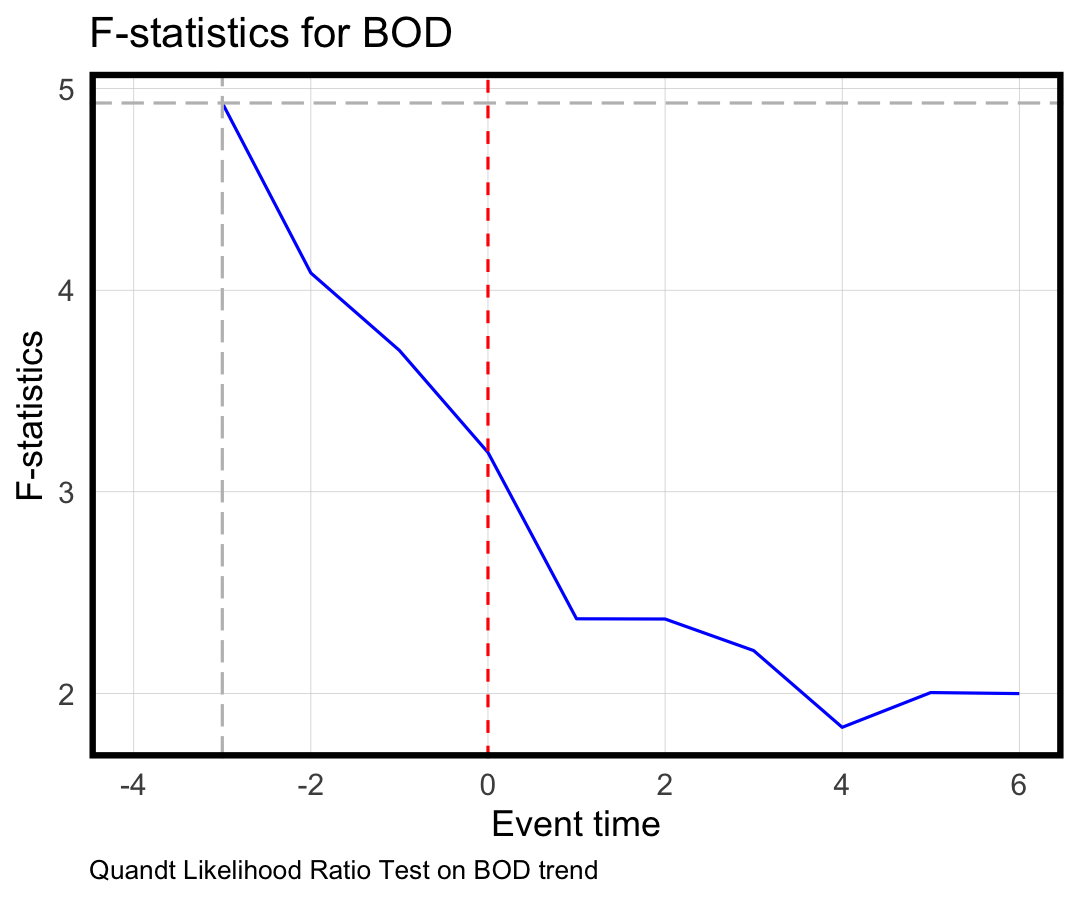 F-statistics for BOD
5
4
3
2
F-statistics
-4 -2 0 2 4 6
Event time
Quandt Likelihood Ratio Test on BOD trend